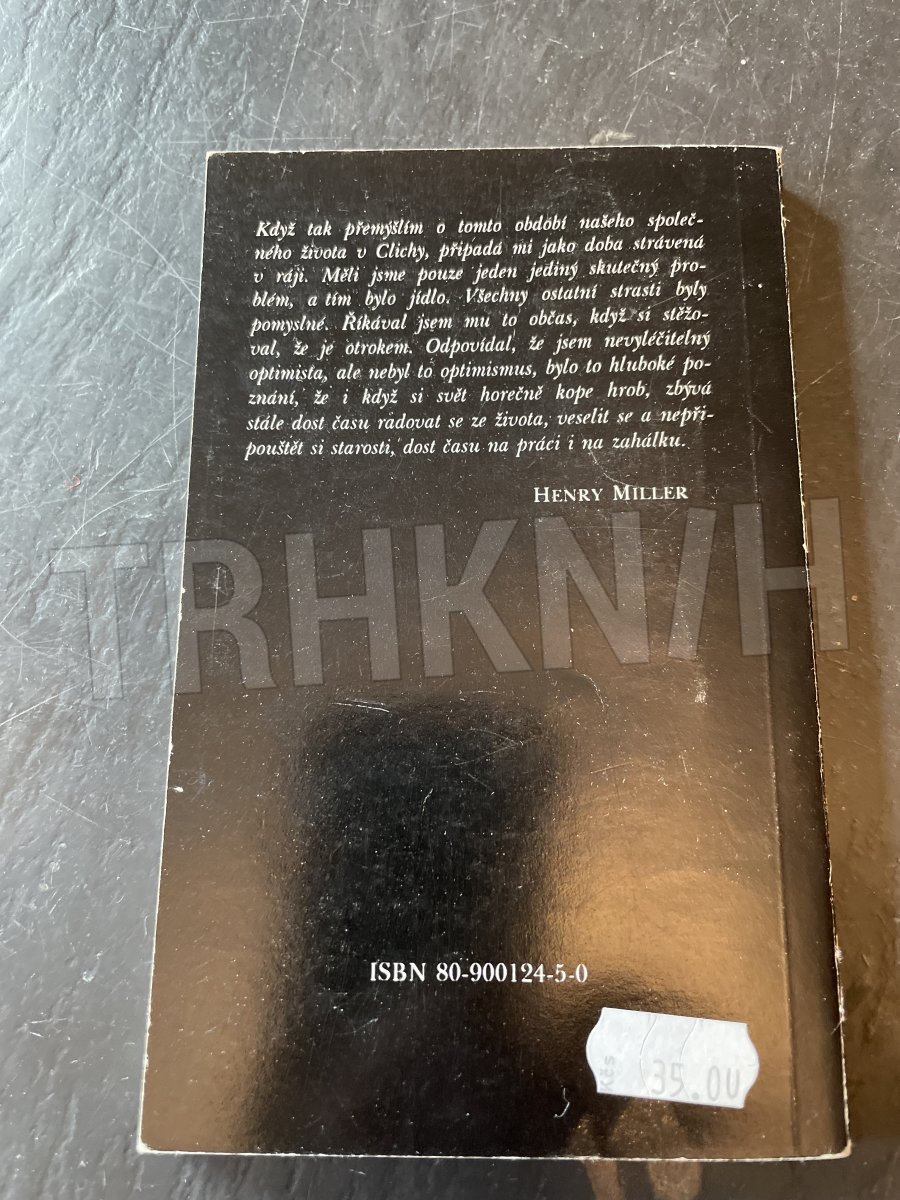 Když tak přemýšlím o tomto období našeho společ-
ného života v Clichy, připadá mi jako doba strávená
v ráji. Měli jsme pouze jeden jediný skutečný pro-
blém, a tím bylo jídlo. Všechny ostatní strasti byly
pomyslné. Říkával jsem mu to občas, když si stěžo-
val, že je otrokem. Odpovídal, že jsem nevyléčitelný
optimista, ale nebyl to optimismus, bylo to hluboké po-
znání, že i když si svět horečně kope hrob, zbývá
stále dost času radovat se ze života, veselit se a nepři-
pouštět si starosti, dost času na práci i na zahálku.
HENRY MILLER
TRHKNIH
ISBN 80-900124-5-0
Kčs 35.00